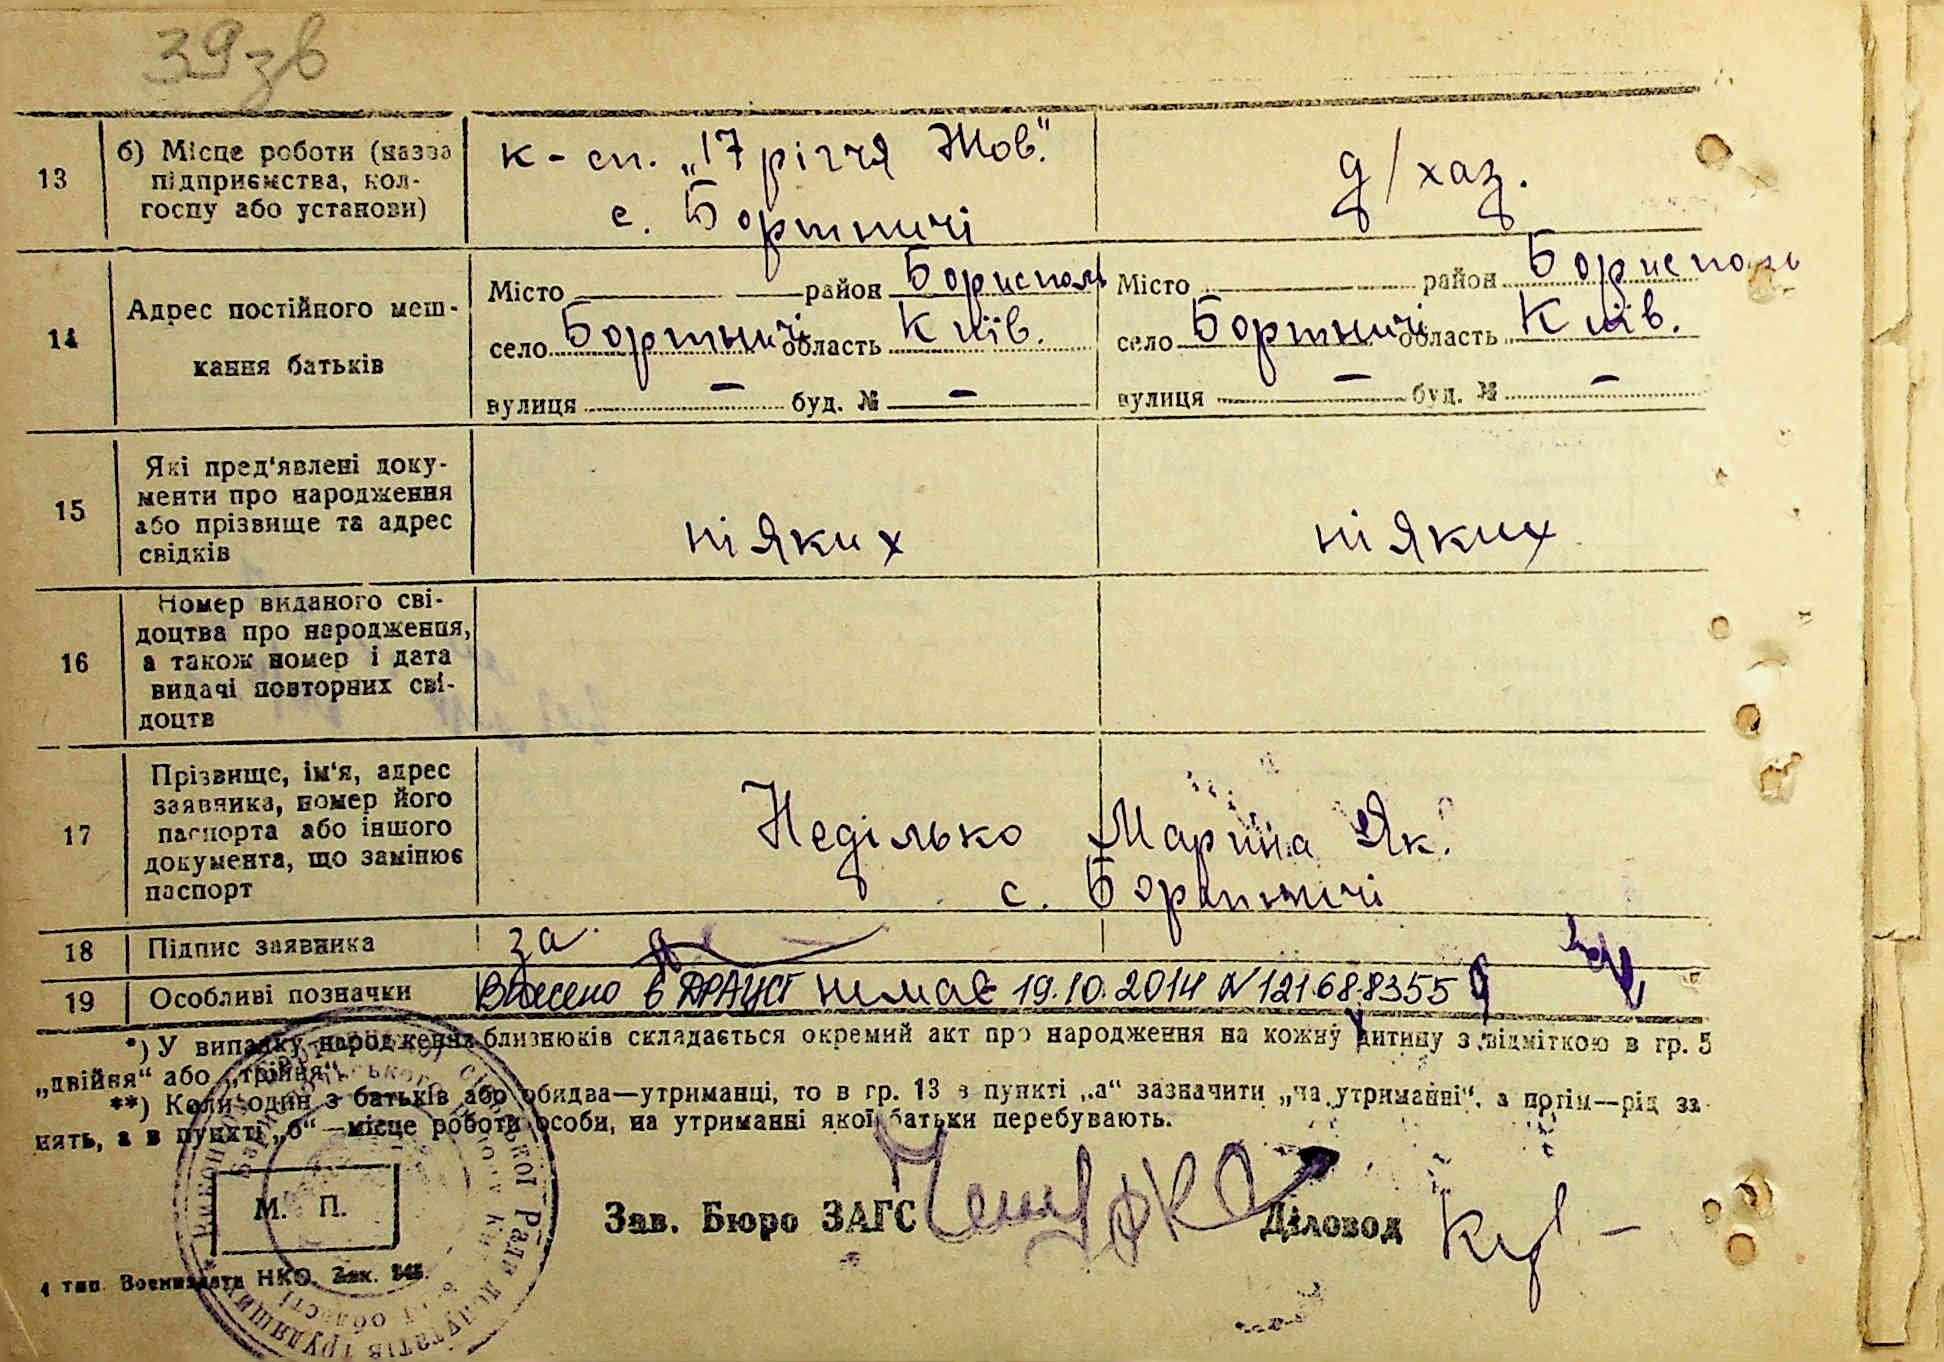 39зв
13
б) Місце роботи (назва
підприємства, кол-
госпу або установи)
к-сп. „17 річчя Жов."
с. Бортничі
д/хаз.
14
Адрес постійного меш-
кання батьків
Місто район Бориспол
село Бортничі область Київ.
вулиця — буд. № —
Місто район Бориспол
село Бортничі область Київ.
вулиця — буд. № —
15
Які пред'явлені доку-
менти про народження
або прізвище та адрес
свідків
ніяких
ніяких
16
Номер виданого сві-
доцтва про народження,
а також номер і дата
видачі повторних сві-
доцтв
17
Прізвище, ім'я, адрес
заявника, номер його
паспорта або іншого
документа, що замінює
паспорт
Неділько Марина Як.
с. Бортничі
18
Підпис заявника
за
19
Особливі позначки
Внесено в ДРАЦСГ немає 19.10.2014 N 121688355
*) У випадку народження близнюків складається окремий акт про народження на кожну дитину з відміткою в гр. 5
„двійня“ або „трійня“.
**) Коли один з батьків або обидва—утриманці, то в гр. 13 в пункті „а“ зазначити „на утриманні“, а потім—рід за-
нять, а в пункті „б“—місце роботи особи, на утриманні якої батьки перебувають.
М. П.
Зав. Бюро ЗАГС
Діловод
4 тип Воениздата НКО. Зак. 545.